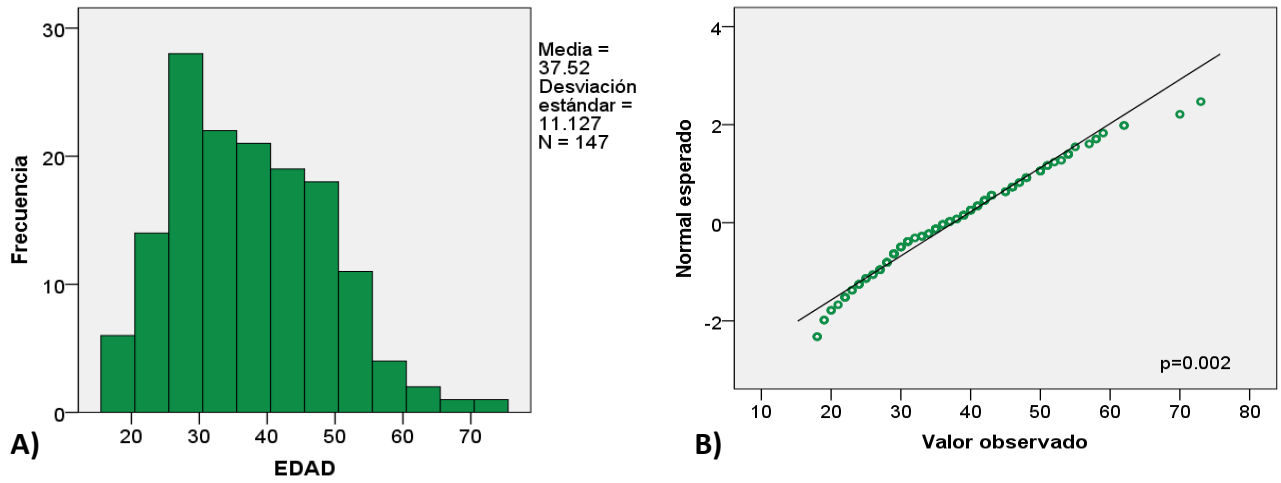 30
20
10
0
Frecuencia
20 30 40 50 60 70
EDAD
Media =
37.52
Desviación
estándar =
11.127
N = 147
A)
4
2
0
-2
Normal esperado
p=0.002
10 20 30 40 50 60 70 80
Valor observado
B)